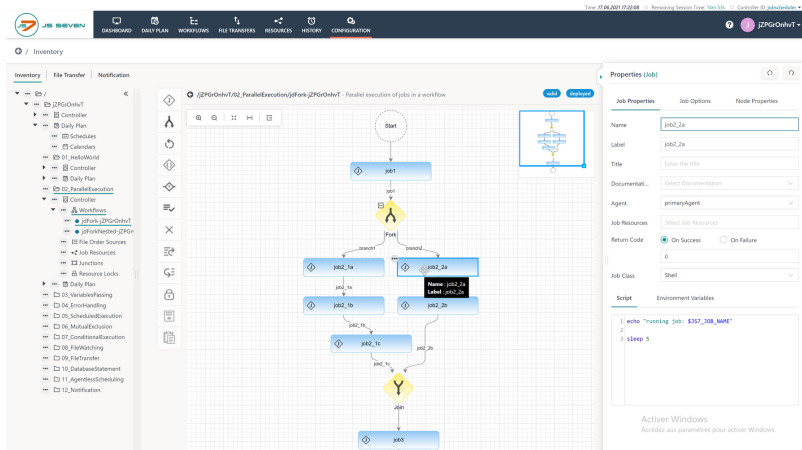 Time: 17.06.2021 17:22:08 Remaining Session Time: 14m 53s Controller ID: jobscheduler
JS7 JS SEVEN
DASHBOARD DAILY PLAN WORKFLOWS FILE TRANSFERS RESOURCES HISTORY CONFIGURATION
? J jZPGrOnhvT
/ Inventory
Inventory File Transfer Notification
/
jZPGrOnhvT
Controller
Daily Plan
Schedules
Calendars
01_HelloWorld
Controller
Daily Plan
02_ParallelExecution
Controller
Workflows
jdFork-jZPGrOnhvT
jdForkNested-jZPGr
File Order Sources
Job Resources
Junctions
Resource Locks
Daily Plan
03_VariablesPassing
04_ErrorHandling
05_ScheduledExecution
06_MutualExclusion
07_ConditionalExecution
08_FileWatching
09_FileTransfer
10_DatabaseStatement
11_AgentlessScheduling
12_Notification
/jZPGrOnhvT/02_ParallelExecution/jdFork-jZPGrOnhvT - Parallel execution of jobs in a workflow
valid deployed
Start
job1
job1
Fork
branch1 branch2
job2_1a job2_2a
Name : job2_2a
Label : job2_2a
job2_1a
job2_1b job2_2b
job2_1b
job2_1c
job2_2b
job2_1c
Join
job3
Properties (Job)
Job Properties Job Options Node Properties
Name job2_2a
Label job2_2a
Title Enter the title
Documentati... Select Documentation
Agent primaryAgent
Job Resources Select Job Resources
Return Code On Success On Failure
0
Job Class Shell
Script Environment Variables
1 echo "running job: $JS7_JOB_NAME"
2
3 sleep 5
Activer Windows
Accédez aux paramètres pour activer Windows.